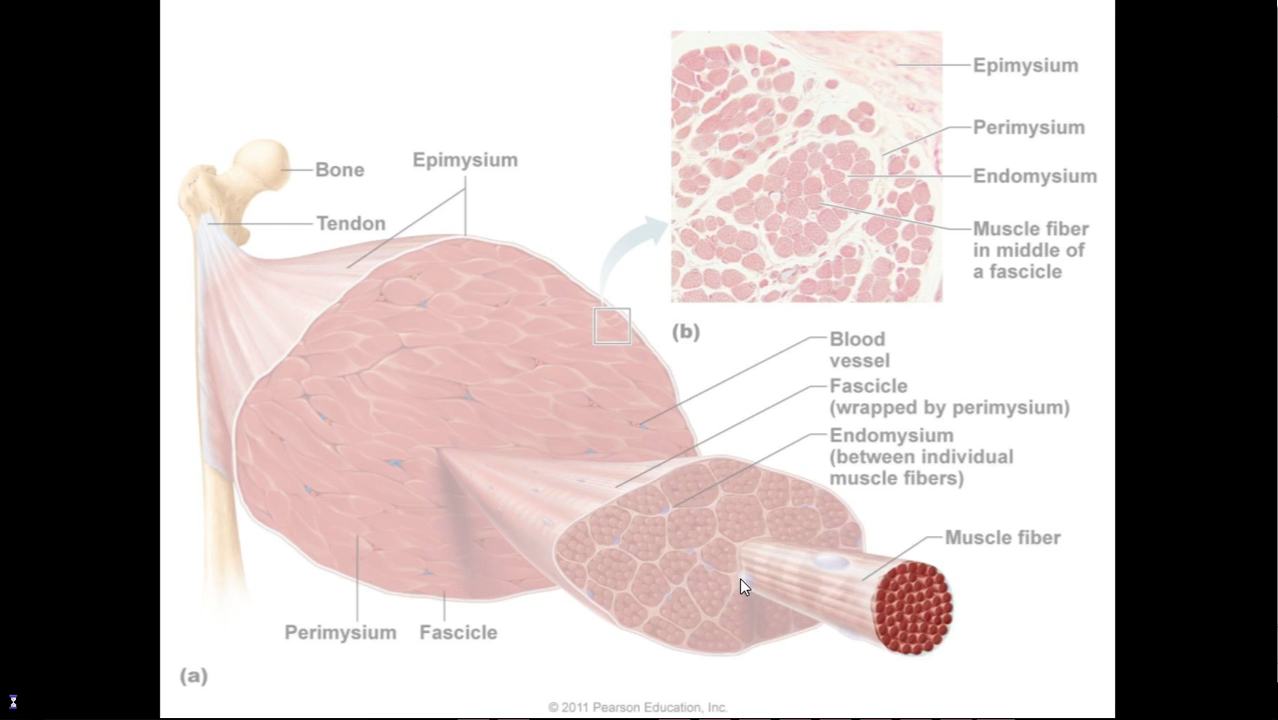 Epimysium
Perimysium
Endomysium
Muscle fiber
in middle of
a fascicle
(b)
Bone
Epimysium
Tendon
Blood
vessel
Fascicle
(wrapped by perimysium)
Endomysium
(between individual
muscle fibers)
Muscle fiber
Perimysium
Fascicle
(a)
© 2011 Pearson Education, Inc.